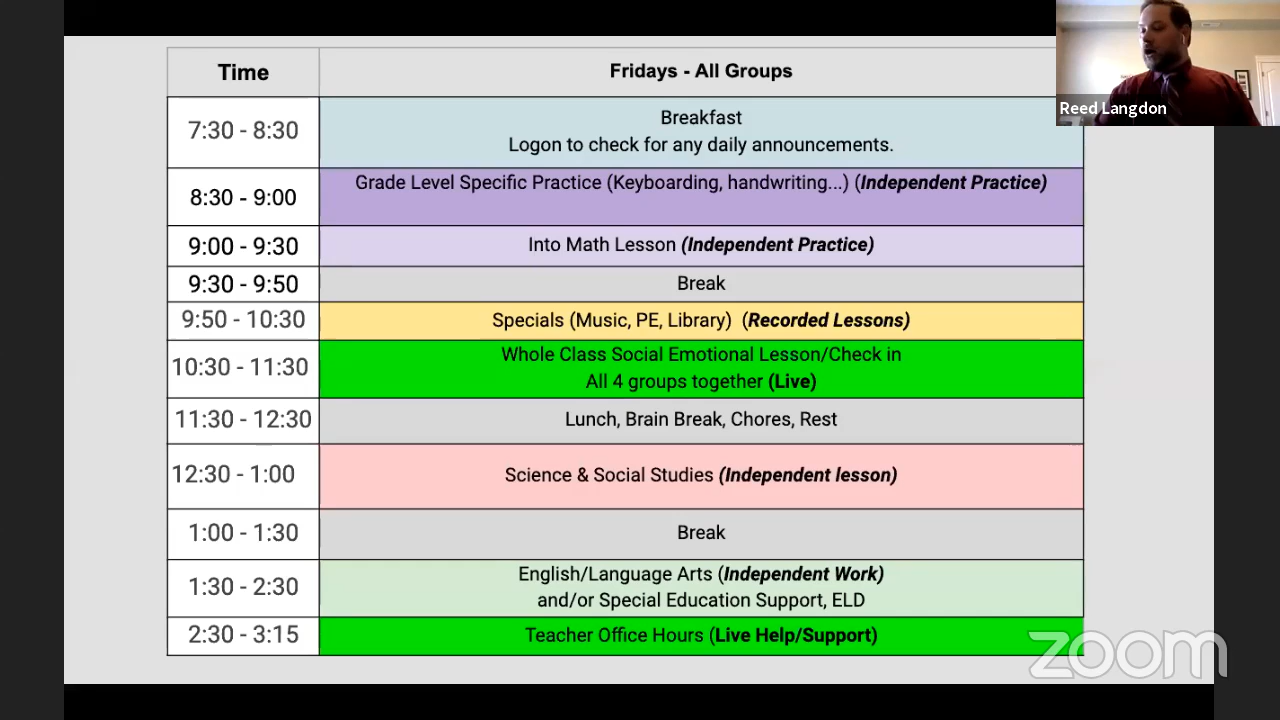 Time
Fridays - All Groups
Reed Langdon
7:30 - 8:30
Breakfast
Logon to check for any daily announcements.
8:30 - 9:00
Grade Level Specific Practice (Keyboarding, handwriting...) (Independent Practice)
9:00 - 9:30
Into Math Lesson (Independent Practice)
9:30 - 9:50
Break
9:50 - 10:30
Specials (Music, PE, Library) (Recorded Lessons)
10:30 - 11:30
Whole Class Social Emotional Lesson/Check in
All 4 groups together (Live)
11:30 - 12:30
Lunch, Brain Break, Chores, Rest
12:30 - 1:00
Science & Social Studies (Independent lesson)
1:00 - 1:30
Break
1:30 - 2:30
English/Language Arts (Independent Work)
and/or Special Education Support, ELD
2:30 - 3:15
Teacher Office Hours (Live Help/Support)
zoom